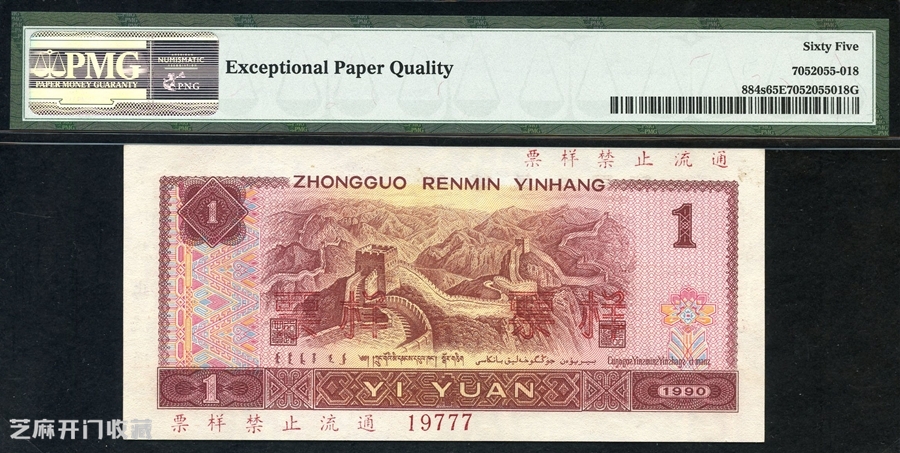 PMG
PAPER MONEY GUARANTY
NUMISMATIC
PNG
Exceptional Paper Quality
Sixty Five
7052055-018
884s65E7052055018G
票样禁止流通
ZHONGGUO RENMIN YINHANG
1
1
票样 票样
1
YI YUAN
1990
票样禁止流通 19777
芝麻开门收藏